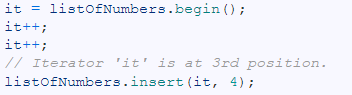 it = listOfNumbers.begin();
it++;
it++;
// Iterator 'it' is at 3rd position.
listOfNumbers.insert(it, 4);